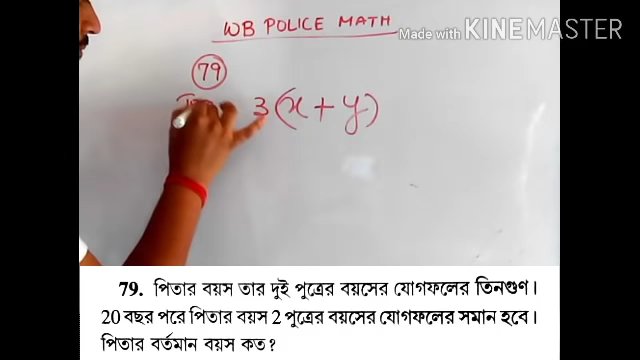 WB POLICE MATH
Made with KINEMASTER
79
3(x+y)
79. পিতার বয়স তার দুই পুত্রের বয়সের যোগফলের তিনগুণ।
20 বছর পরে পিতার বয়স 2 পুত্রের বয়সের যোগফলের সমান হবে।
পিতার বর্তমান বয়স কত?